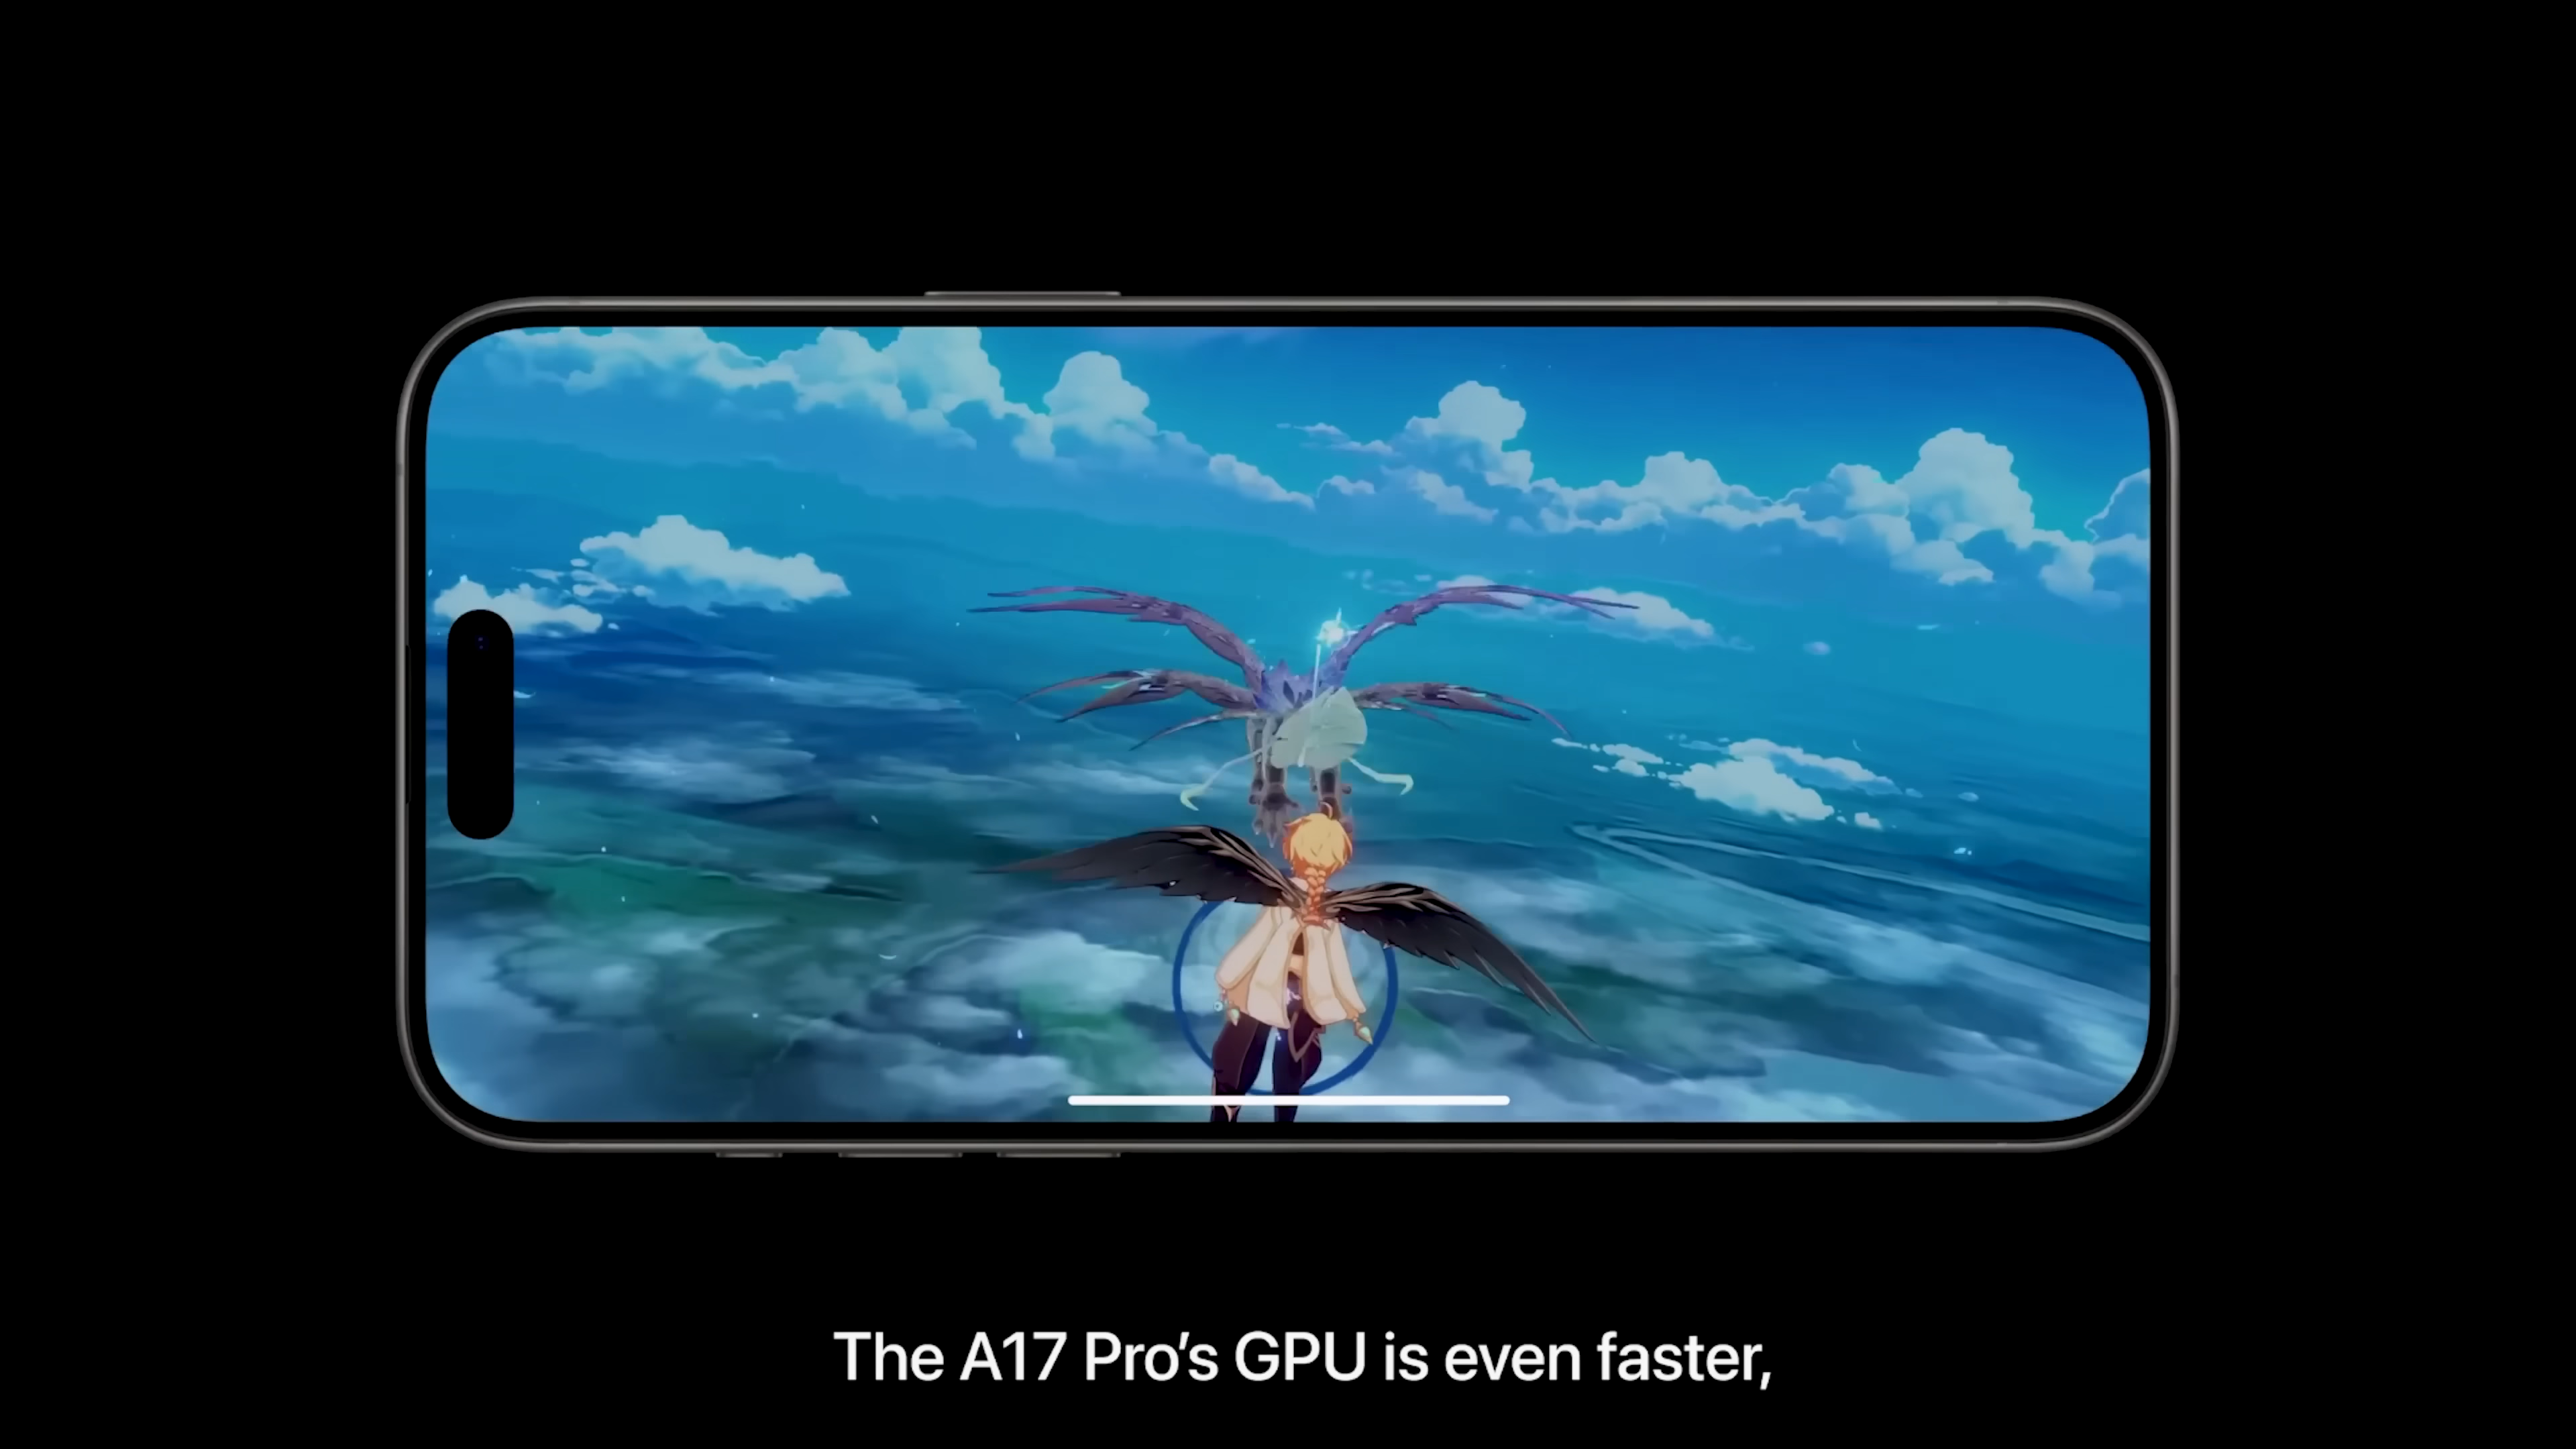 The A17 Pro’s GPU is even faster,